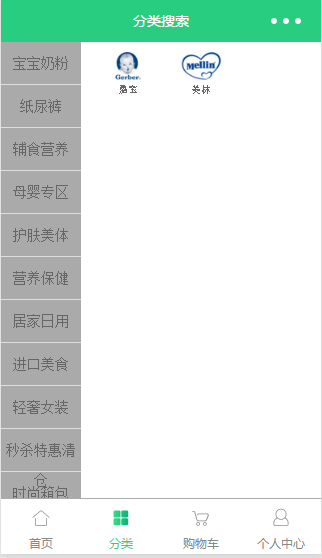 分类搜索
宝宝奶粉
纸尿裤
辅食营养
母婴专区
护肤美体
营养保健
居家日用
进口美食
轻奢女装
秒杀特惠清
仓
时尚箱包
Gerber
嘉宝
Mellin
美林
首页
分类
购物车
个人中心